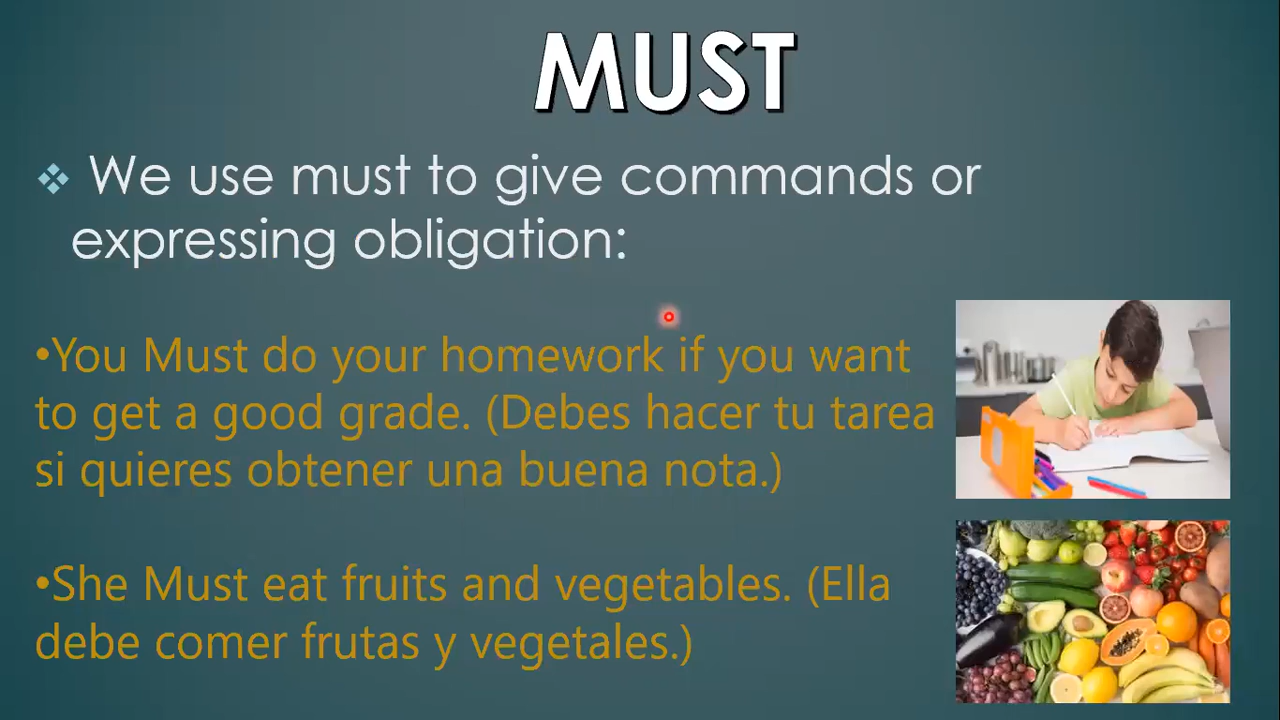 MUST
❖ We use must to give commands or
expressing obligation:
•You Must do your homework if you want
to get a good grade. (Debes hacer tu tarea
si quieres obtener una buena nota.)
•She Must eat fruits and vegetables. (Ella
debe comer frutas y vegetales.)